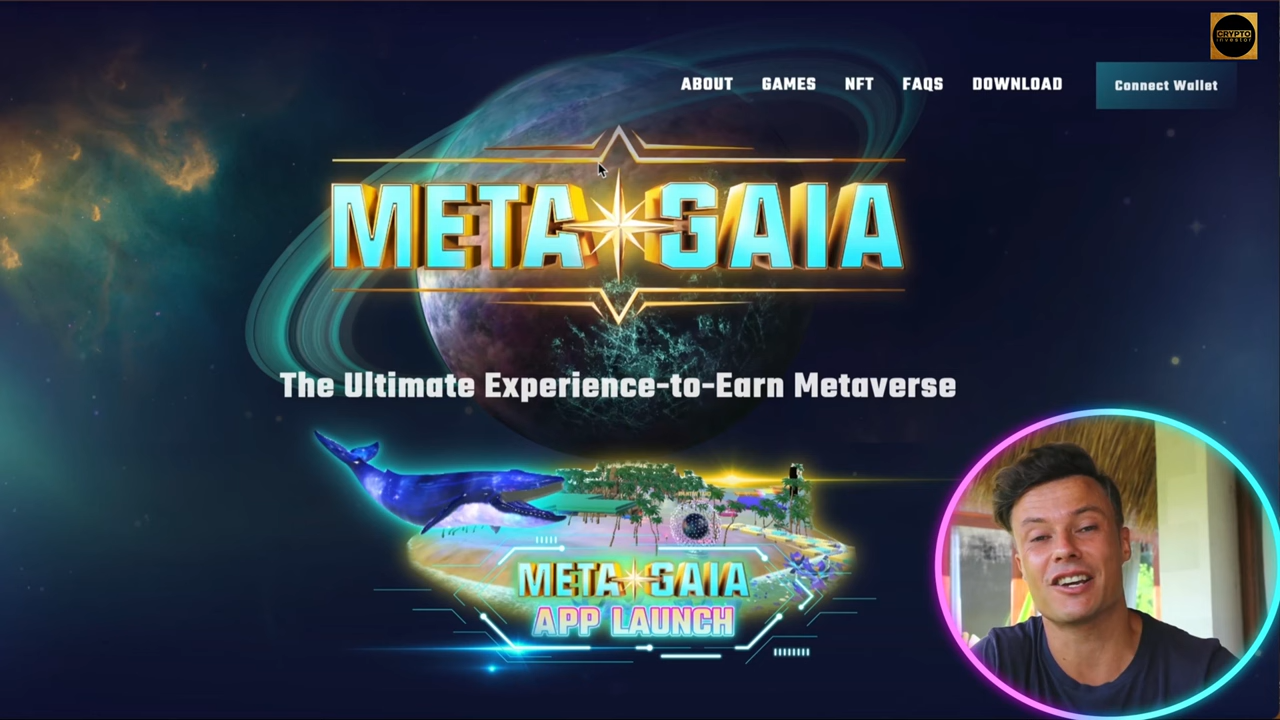 CRYPTO
investor
ABOUT GAMES NFT FAQS DOWNLOAD Connect Wallet
META GAIA
The Ultimate Experience-to-Earn Metaverse
META GAIA
APP LAUNCH